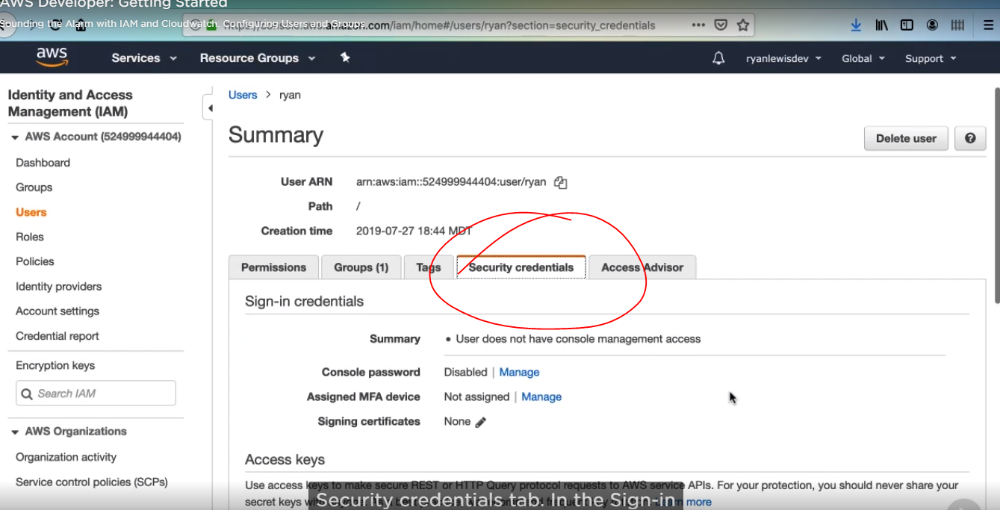 AWS Developer: Getting Started
Sounding the Alarm with IAM and Cloudwatch: Configuring Users and Groups
https://console.aws.amazon.com/iam/home#/users/ryan?section=security_credentials
aws Services Resource Groups ryanlewisdev Global Support
Identity and Access
Management (IAM)
AWS Account (524999944404)
Dashboard
Groups
Users
Roles
Policies
Identity providers
Account settings
Credential report
Encryption keys
Search IAM
AWS Organizations
Organization activity
Service control policies (SCPs)
Users > ryan
Summary
Delete user ?
User ARN arn:aws:iam::524999944404:user/ryan
Path /
Creation time 2019-07-27 18:44 MDT
Permissions Groups (1) Tags Security credentials Access Advisor
Sign-in credentials
Summary • User does not have console management access
Console password Disabled | Manage
Assigned MFA device Not assigned | Manage
Signing certificates None
Access keys
Use access keys to make secure REST or HTTP Query protocol requests to AWS service APIs. For your protection, you should never share your
secret keys Learn more
Security credentials tab. In the Sign-in